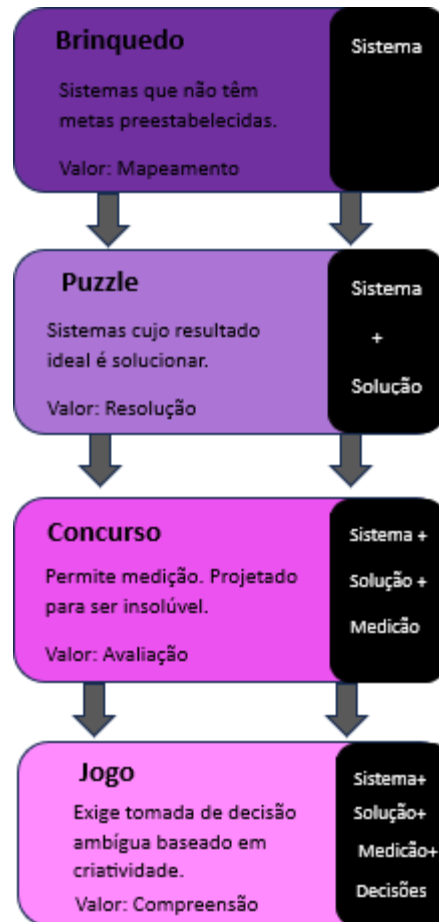 Brinquedo
Sistemas que não têm
metas preestabelecidas.
Valor: Mapeamento
Sistema
Puzzle
Sistemas cujo resultado
ideal é solucionar.
Valor: Resolução
Sistema
+
Solução
Concurso
Permite medição. Projetado
para ser insolúvel.
Valor: Avaliação
Sistema +
Solução +
Medicão
Jogo
Exige tomada de decisão
ambígua baseado em
criatividade.
Valor: Compreensão
Sistema+
Solução+
Medicão+
Decisões